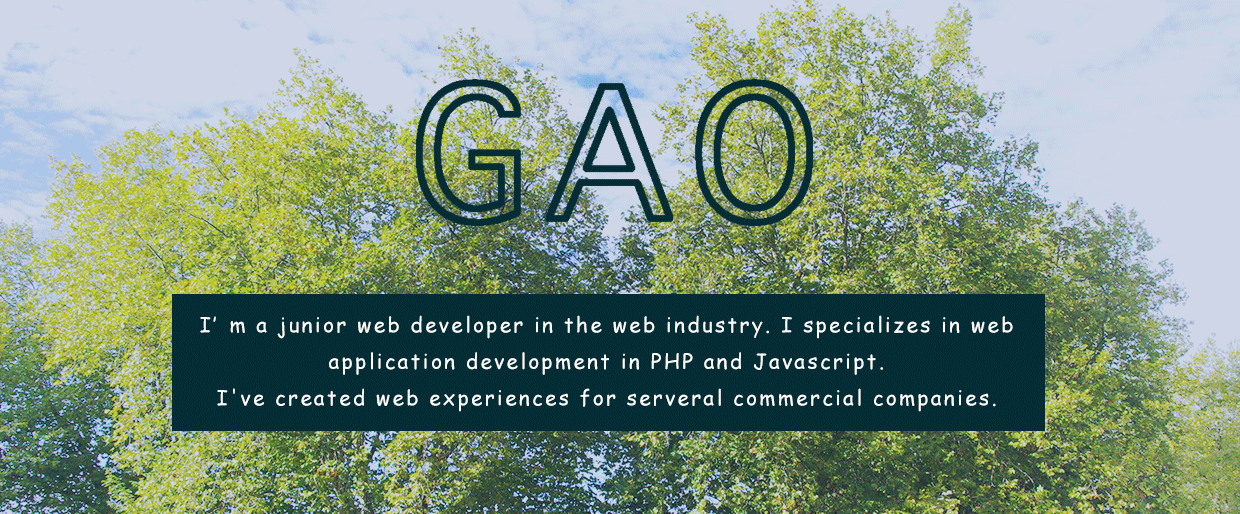 GAO
I’ m a junior web developer in the web industry. I specializes in web
application development in PHP and Javascript.
I've created web experiences for serveral commercial companies.